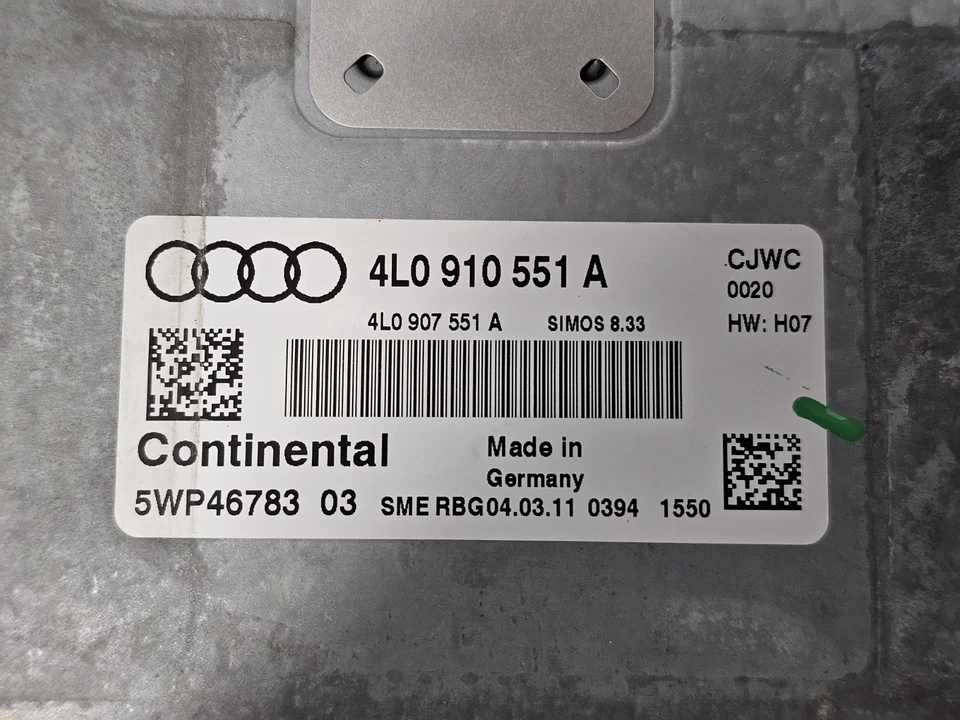 4L0 910 551 A
CJWC
0020
4L0 907 551 A SIMOS 8.33
HW: H07
Continental
Made in
Germany
5WP46783 03 SME RBG04.03.11 0394 1550